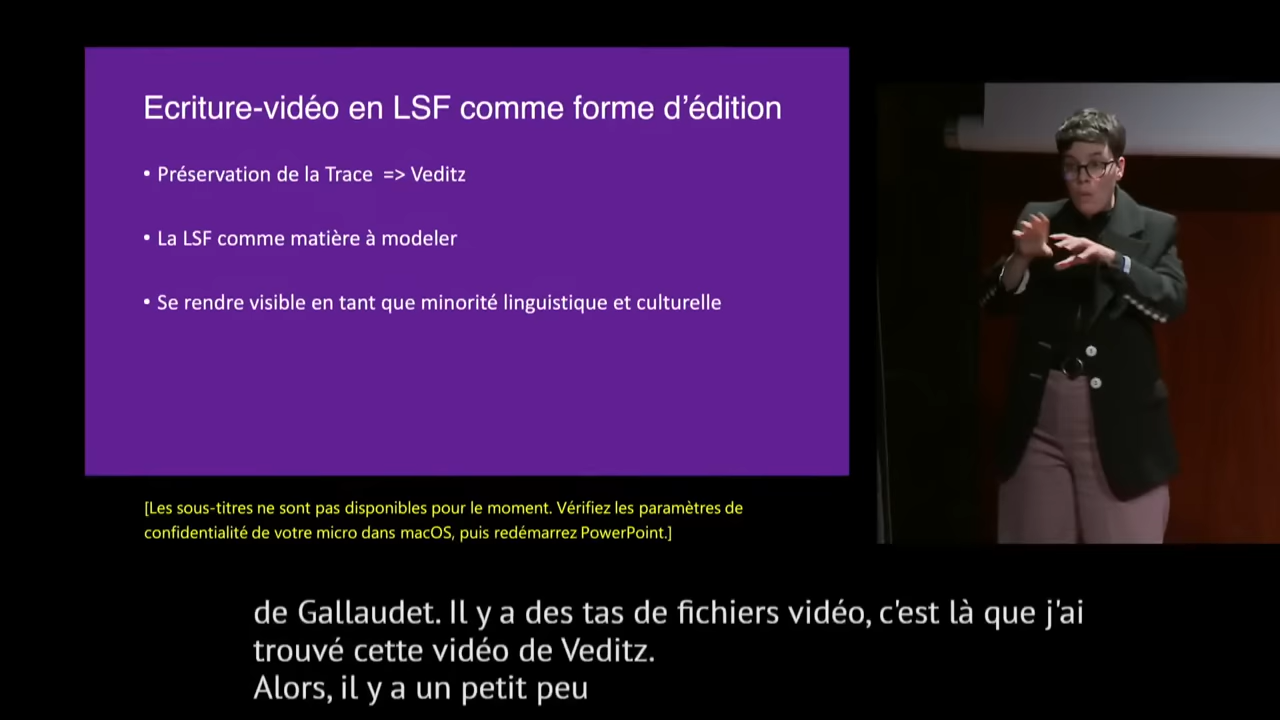 Ecriture-vidéo en LSF comme forme d’édition
• Préservation de la Trace => Veditz
• La LSF comme matière à modeler
• Se rendre visible en tant que minorité linguistique et culturelle
[Les sous-titres ne sont pas disponibles pour le moment. Vérifiez les paramètres de
confidentialité de votre micro dans macOS, puis redémarrez PowerPoint.]
de Gallaudet. Il y a des tas de fichiers vidéo, c'est là que j'ai
trouvé cette vidéo de Veditz.
Alors, il y a un petit peu